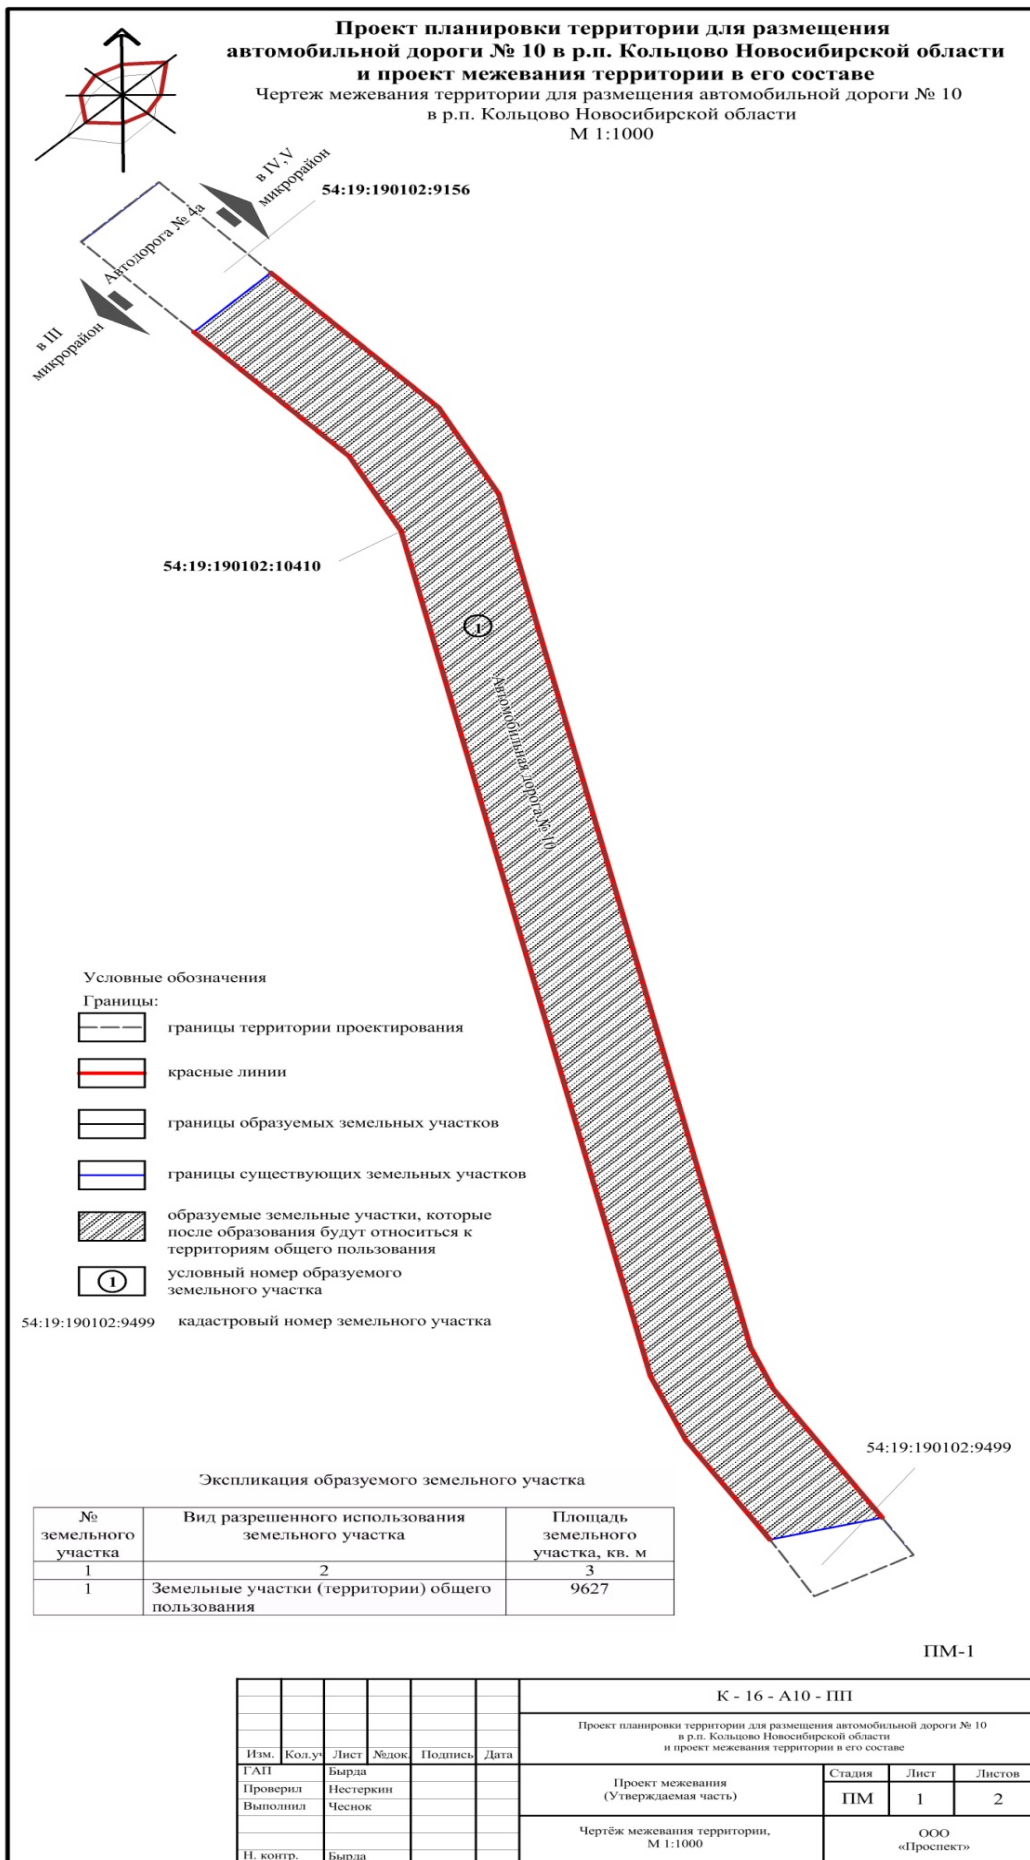 Проект планировки территории для размещения
автомобильной дороги № 10 в р.п. Кольцово Новосибирской области
и проект межевания территории в его составе
Чертеж межевания территории для размещения автомобильной дороги № 10
в р.п. Кольцово Новосибирской области
М 1:1000
в IV,V
микрорайон
54:19:190102:9156
Автодорога № 4а
в III
микрорайон
54:19:190102:10410
1
Автомобильная дорога № 10
Условные обозначения
Границы:
границы территории проектирования
красные линии
границы образуемых земельных участков
границы существующих земельных участков
образуемые земельные участки, которые
после образования будут относиться к
территориям общего пользования
1
условный номер образуемого
земельного участка
54:19:190102:9499 кадастровый номер земельного участка
54:19:190102:9499
Экспликация образуемого земельного участка
№ земельного участка
Вид разрешенного использования
земельного участка
Площадь
земельного
участка, кв. м
1 2 3
1 Земельные участки (территории) общего 9627
пользования
ПМ-1
К - 16 - А10 - ПП
Проект планировки территории для размещения автомобильной дороги № 10
в р.п. Кольцово Новосибирской области
и проект межевания территории в его составе
Изм. Кол.уч Лист №док. Подпись Дата
ГАП Бырда
Проверил Нестеркин
Выполнил Чеснок
Н. контр. Бырда
Проект межевания
(Утверждаемая часть)
Стадия Лист Листов
ПМ 1 2
Чертёж межевания территории,
М 1:1000
ООО
«Проспект»